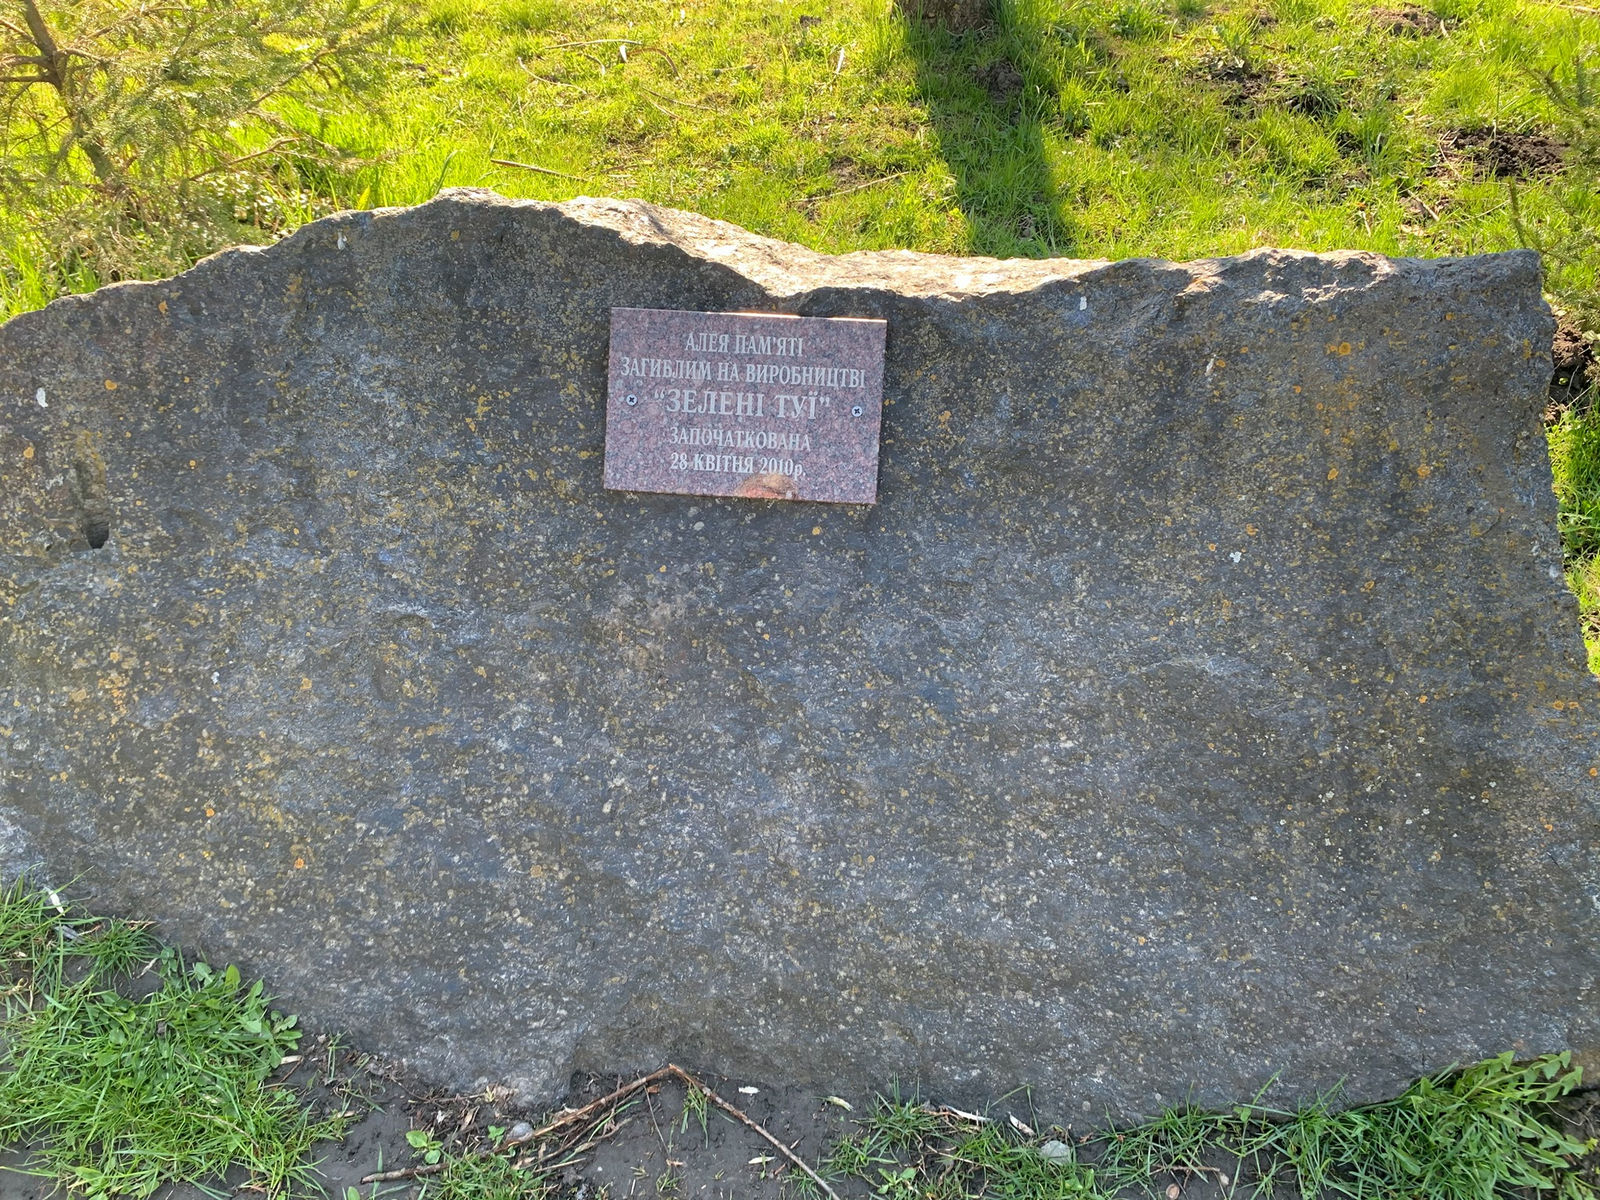 АЛЕЯ ПАМ'ЯТІ
ЗАГИБЛИМ НА ВИРОБНИЦТВІ
“ЗЕЛЕНІ ТУЇ”
ЗАПОЧАТКОВАНА
28 КВІТНЯ 2010р.